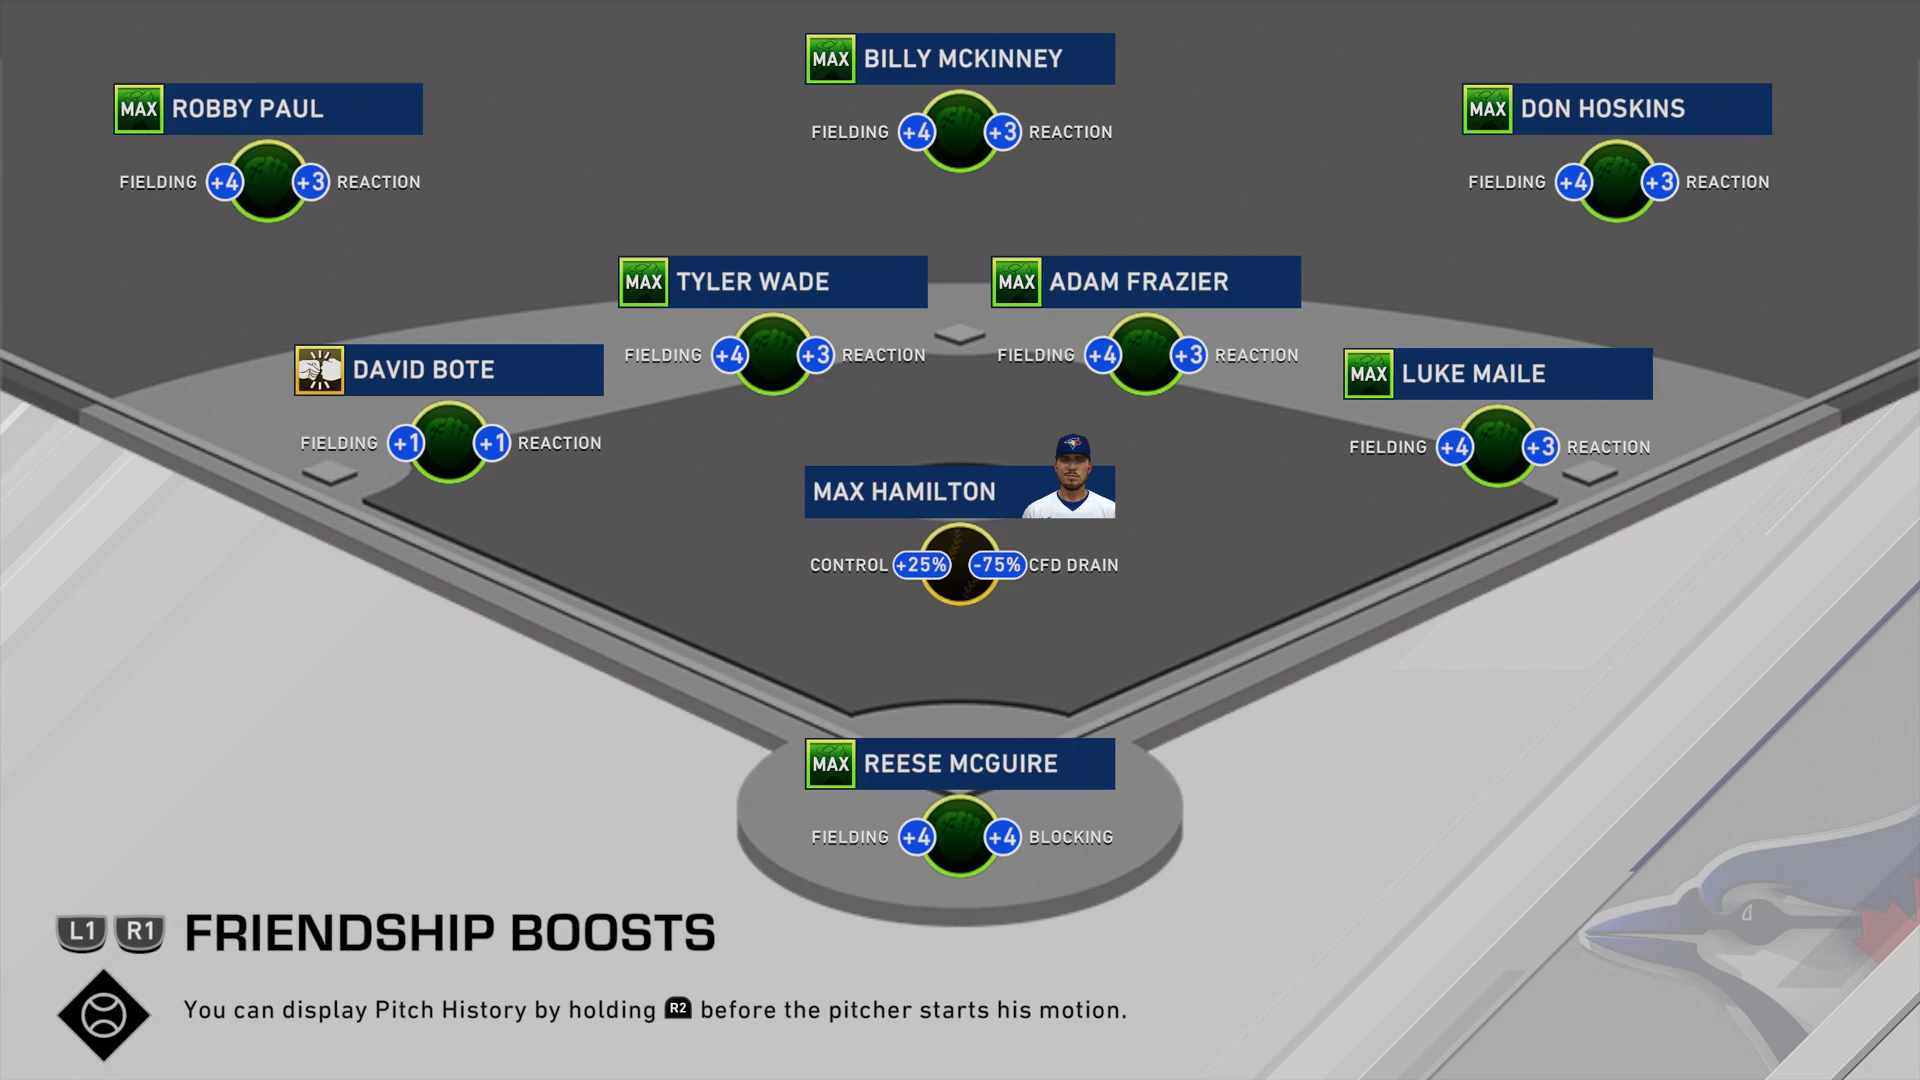 MAX BILLY MCKINNEY
FIELDING +4 +3 REACTION
MAX ROBBY PAUL
FIELDING +4 +3 REACTION
MAX DON HOSKINS
FIELDING +4 +3 REACTION
MAX TYLER WADE
FIELDING +4 +3 REACTION
MAX ADAM FRAZIER
FIELDING +4 +3 REACTION
DAVID BOTE
FIELDING +1 +1 REACTION
MAX LUKE MAILE
FIELDING +4 +3 REACTION
MAX HAMILTON
CONTROL +25% -75% CFD DRAIN
MAX REESE MCGUIRE
FIELDING +4 +4 BLOCKING
L1 R1 FRIENDSHIP BOOSTS
You can display Pitch History by holding R2 before the pitcher starts his motion.